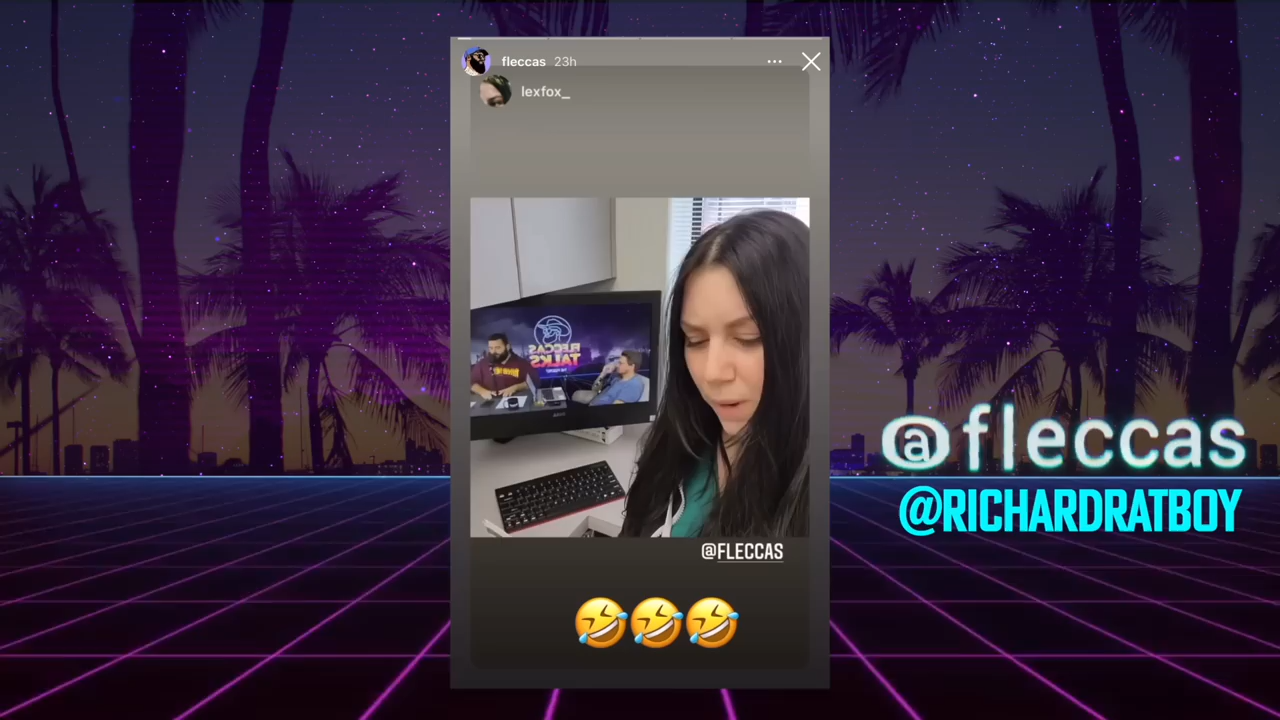 fleccas 23h
lexfox_
FLECCAS
TALKS
@fleccas
@RICHARDRATBOY
@FLECCAS